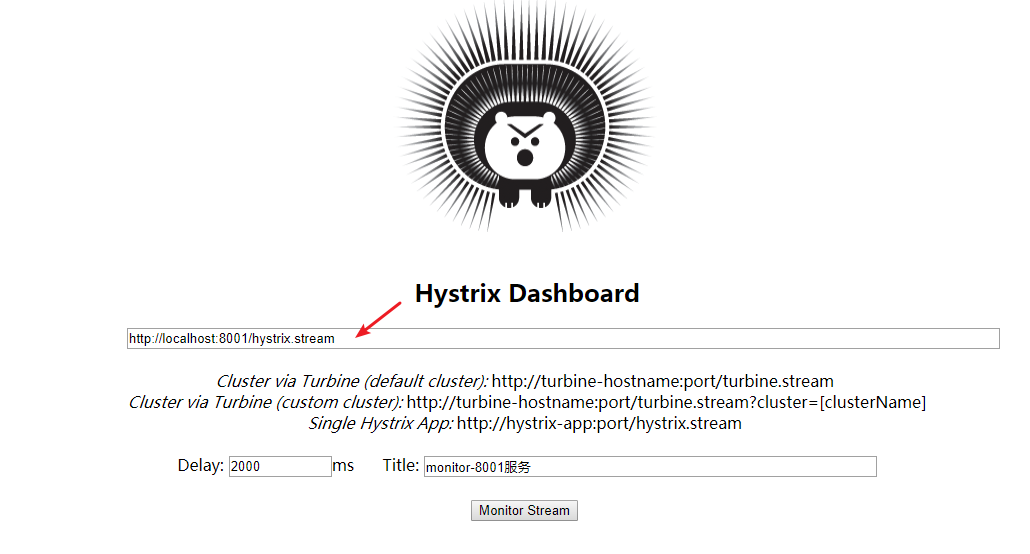 Hystrix Dashboard
http://localhost:8001/hystrix.stream
Cluster via Turbine (default cluster): http://turbine-hostname:port/turbine.stream
Cluster via Turbine (custom cluster): http://turbine-hostname:port/turbine.stream?cluster=[clusterName]
Single Hystrix App: http://hystrix-app:port/hystrix.stream
Delay: 2000 ms Title: monitor-8001服务
Monitor Stream